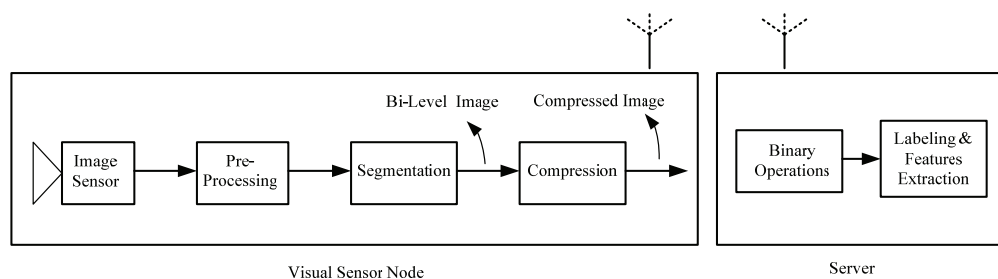 Bi-Level Image
Compressed Image
Image
Sensor
Pre-
Processing
Segmentation
Compression
Binary
Operations
Labeling &
Features
Extraction
Visual Sensor Node
Server